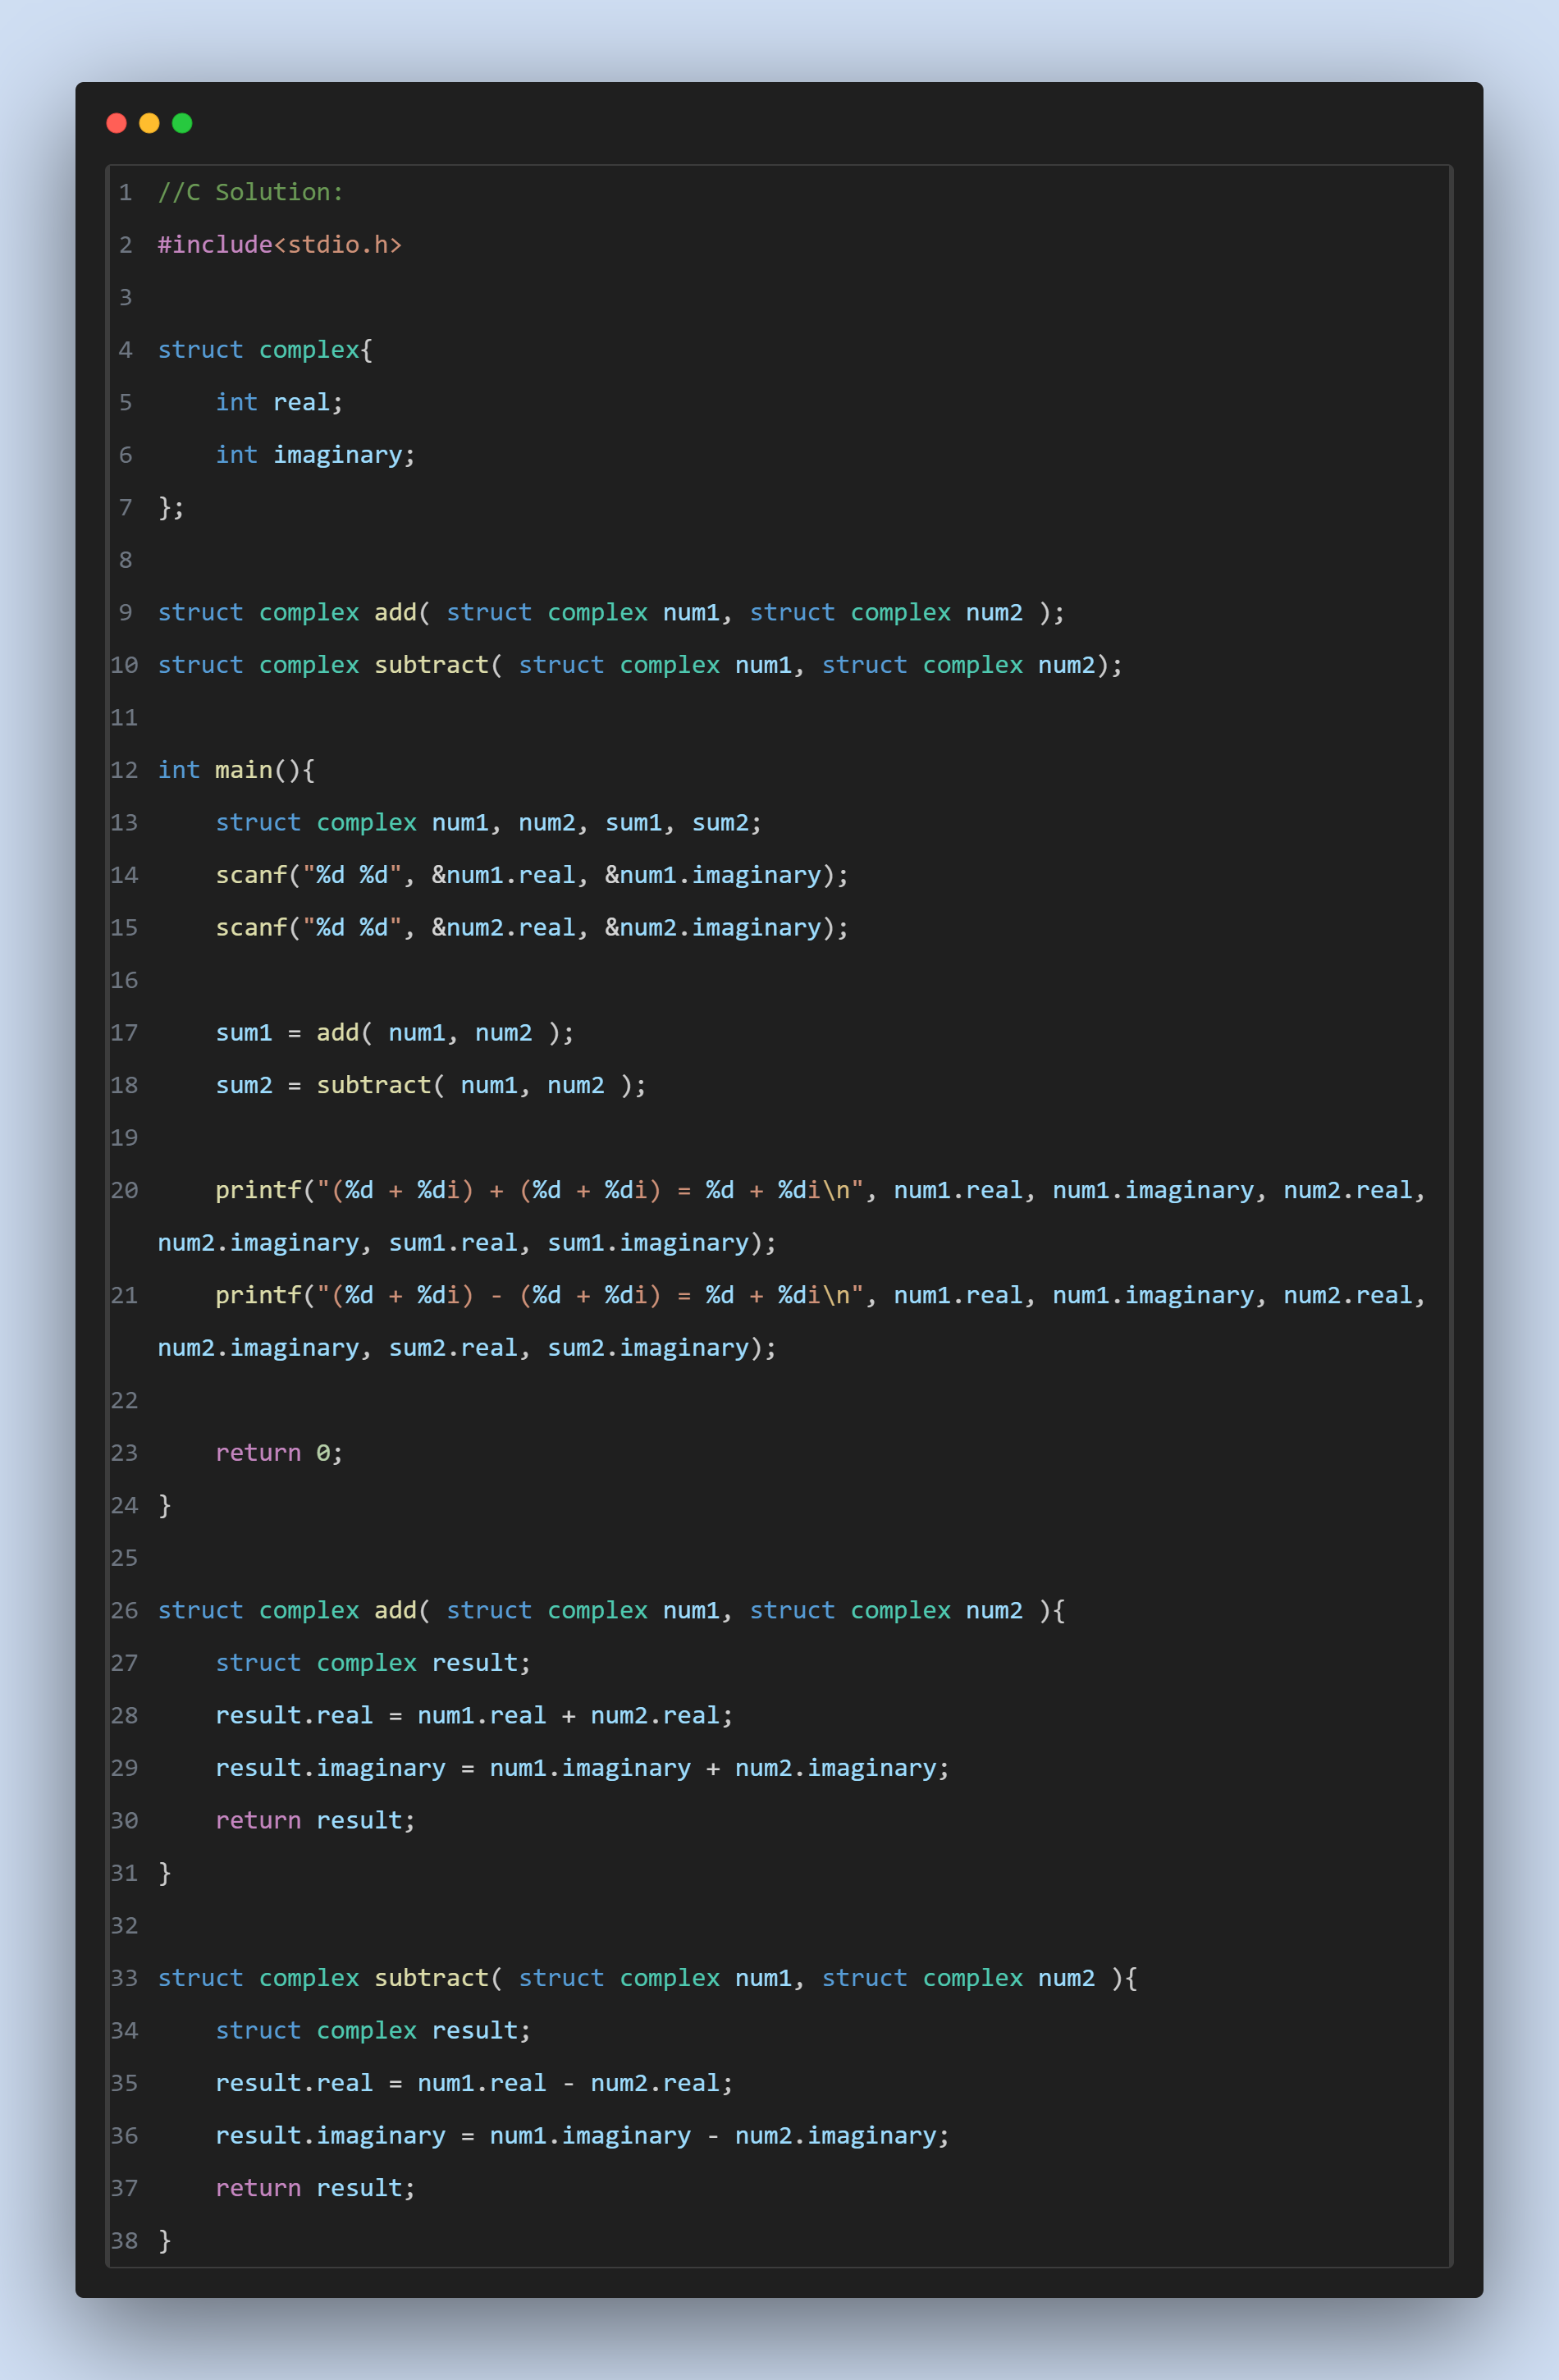 1 //C Solution:
2 #include<stdio.h>
3
4 struct complex{
5     int real;
6     int imaginary;
7 };
8
9 struct complex add( struct complex num1, struct complex num2 );
10 struct complex subtract( struct complex num1, struct complex num2);
11
12 int main(){
13     struct complex num1, num2, sum1, sum2;
14     scanf("%d %d", &num1.real, &num1.imaginary);
15     scanf("%d %d", &num2.real, &num2.imaginary);
16
17     sum1 = add( num1, num2 );
18     sum2 = subtract( num1, num2 );
19
20     printf("(%d + %di) + (%d + %di) = %d + %di\n", num1.real, num1.imaginary, num2.real,
num2.imaginary, sum1.real, sum1.imaginary);
21     printf("(%d + %di) - (%d + %di) = %d + %di\n", num1.real, num1.imaginary, num2.real,
num2.imaginary, sum2.real, sum2.imaginary);
22
23     return 0;
24 }
25
26 struct complex add( struct complex num1, struct complex num2 ){
27     struct complex result;
28     result.real = num1.real + num2.real;
29     result.imaginary = num1.imaginary + num2.imaginary;
30     return result;
31 }
32
33 struct complex subtract( struct complex num1, struct complex num2 ){
34     struct complex result;
35     result.real = num1.real - num2.real;
36     result.imaginary = num1.imaginary - num2.imaginary;
37     return result;
38 }